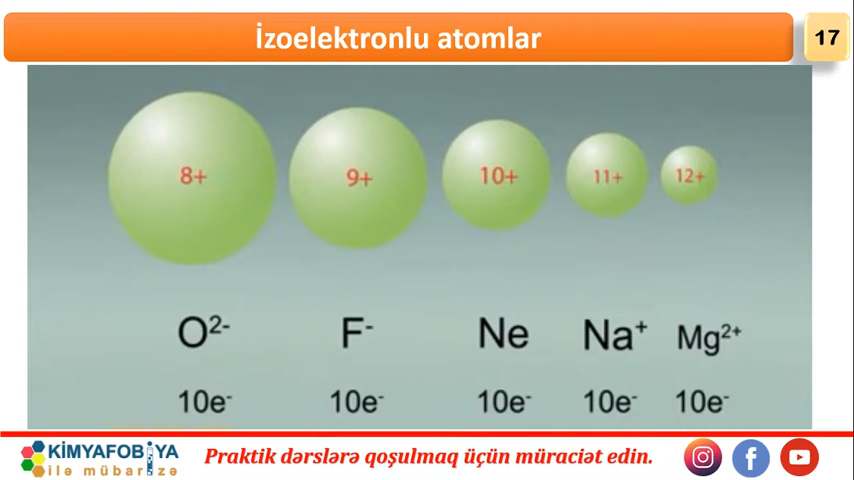 İzoelektronlu atomlar
17
8+ 9+ 10+ 11+ 12+
O²⁻ F⁻ Ne Na⁺ Mg²⁺
10e⁻ 10e⁻ 10e⁻ 10e⁻ 10e⁻
KİMYAFOBİYA
ilə mübarizə
Praktik dərslərə qoşulmaq üçün müraciət edin.